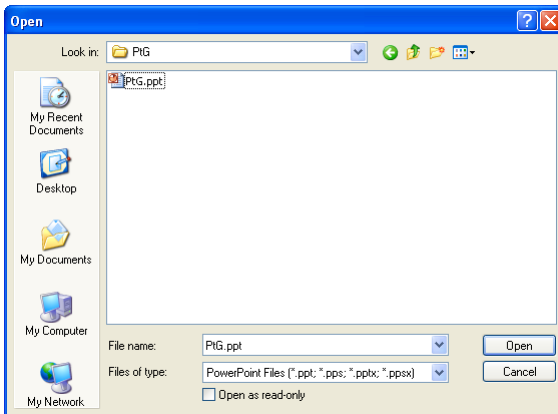 Open
Look in:
PtG
PtG.ppt
My Recent
Documents
Desktop
My Documents
My Computer
My Network
File name:
PtG.ppt
Open
Files of type:
PowerPoint Files (*.ppt; *.pps; *.pptx; *.ppsx)
Cancel
Open as read-only